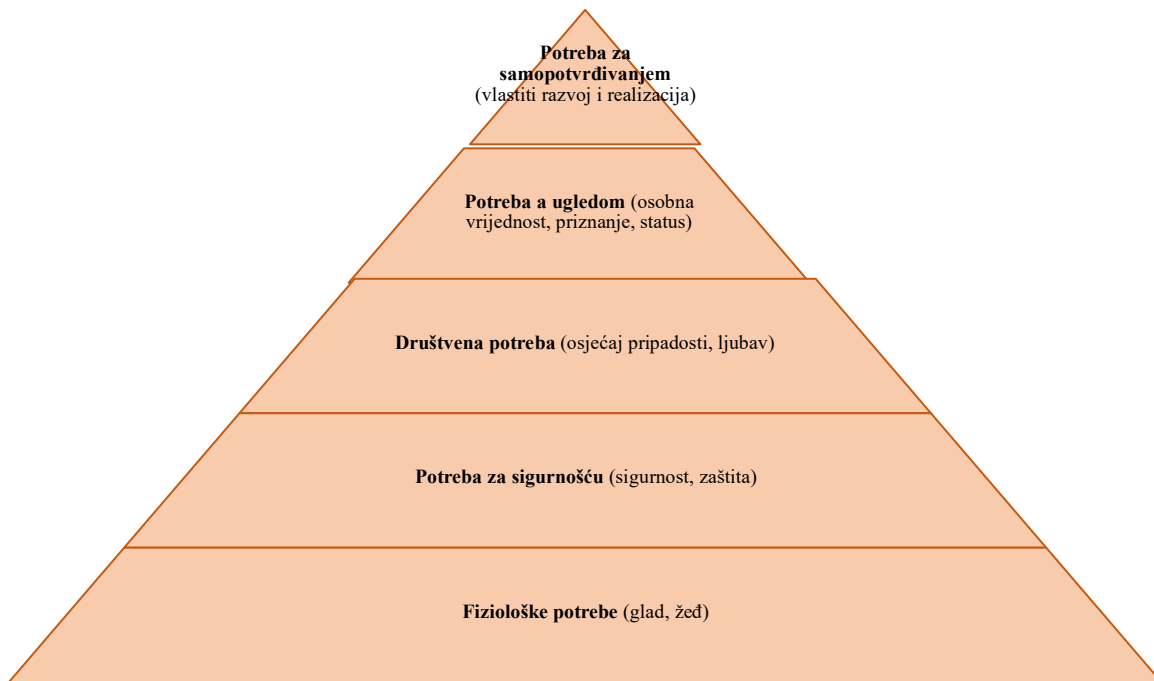 Potreba za
samopotvrđivanjem
(vlastiti razvoj i realizacija)
Potreba a ugledom (osobna
vrijednost, priznanje, status)
Društvena potreba (osjećaj pripadosti, ljubav)
Potreba za sigurnošću (sigurnost, zaštita)
Fiziološke potrebe (glad, žeđ)